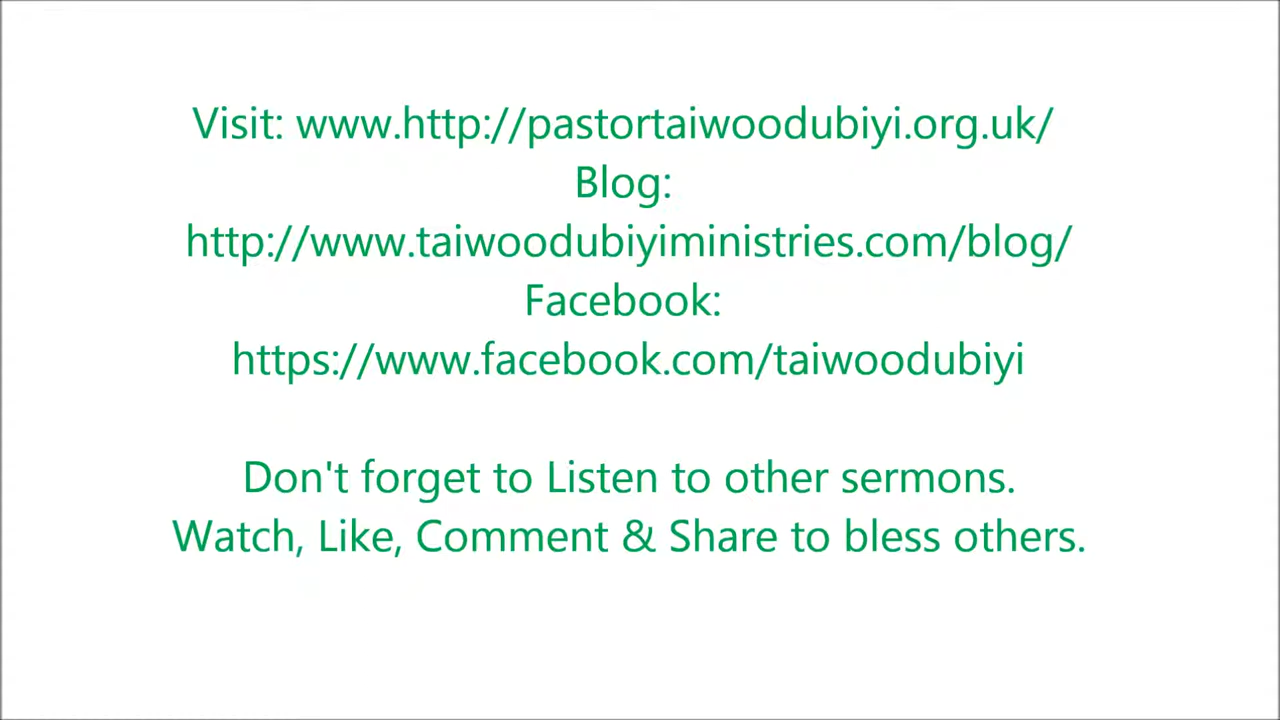 Visit: www.http://pastortaiwoodubiyi.org.uk/
Blog:
http://www.taiwoodubiyiministries.com/blog/
Facebook:
https://www.facebook.com/taiwoodubiyi
Don't forget to Listen to other sermons.
Watch, Like, Comment & Share to bless others.